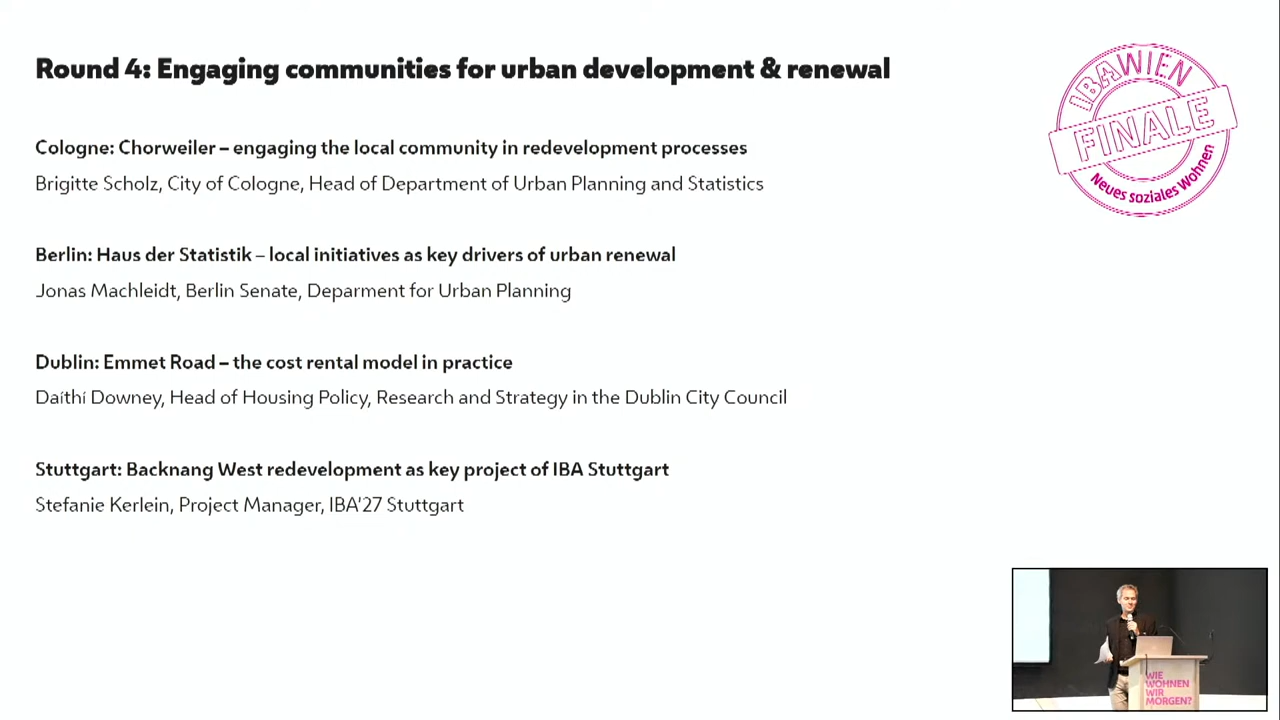 Round 4: Engaging communities for urban development & renewal
IBAWIEN
FINALE
Neues soziales Wohnen
Cologne: Chorweiler – engaging the local community in redevelopment processes
Brigitte Scholz, City of Cologne, Head of Department of Urban Planning and Statistics
Berlin: Haus der Statistik – local initiatives as key drivers of urban renewal
Jonas Machleidt, Berlin Senate, Deparment for Urban Planning
Dublin: Emmet Road – the cost rental model in practice
Daíthí Downey, Head of Housing Policy, Research and Strategy in the Dublin City Council
Stuttgart: Backnang West redevelopment as key project of IBA Stuttgart
Stefanie Kerlein, Project Manager, IBA'27 Stuttgart
WIE
WOHNEN
WIR
MORGEN?